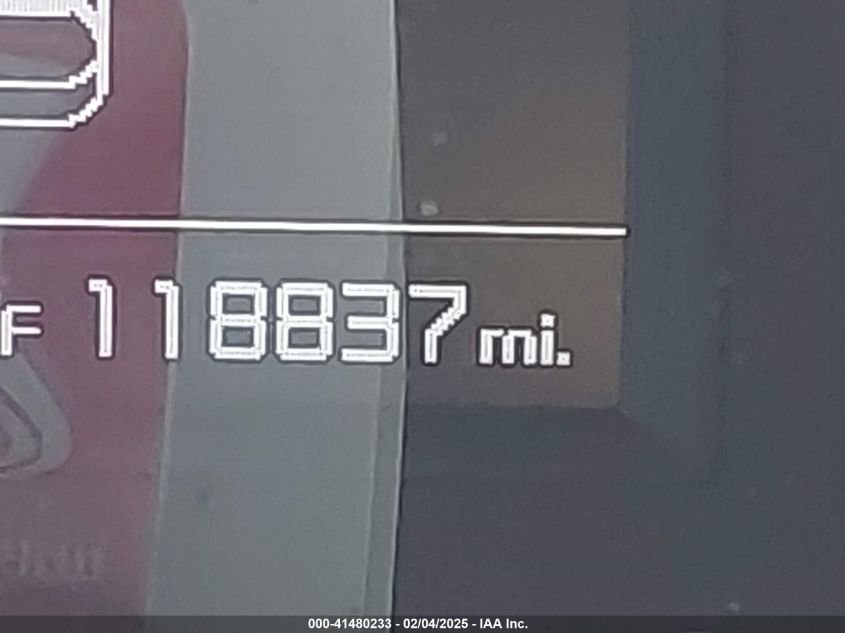 F 118837 mi.
000-41480233 - 02/04/2025 - IAA Inc.